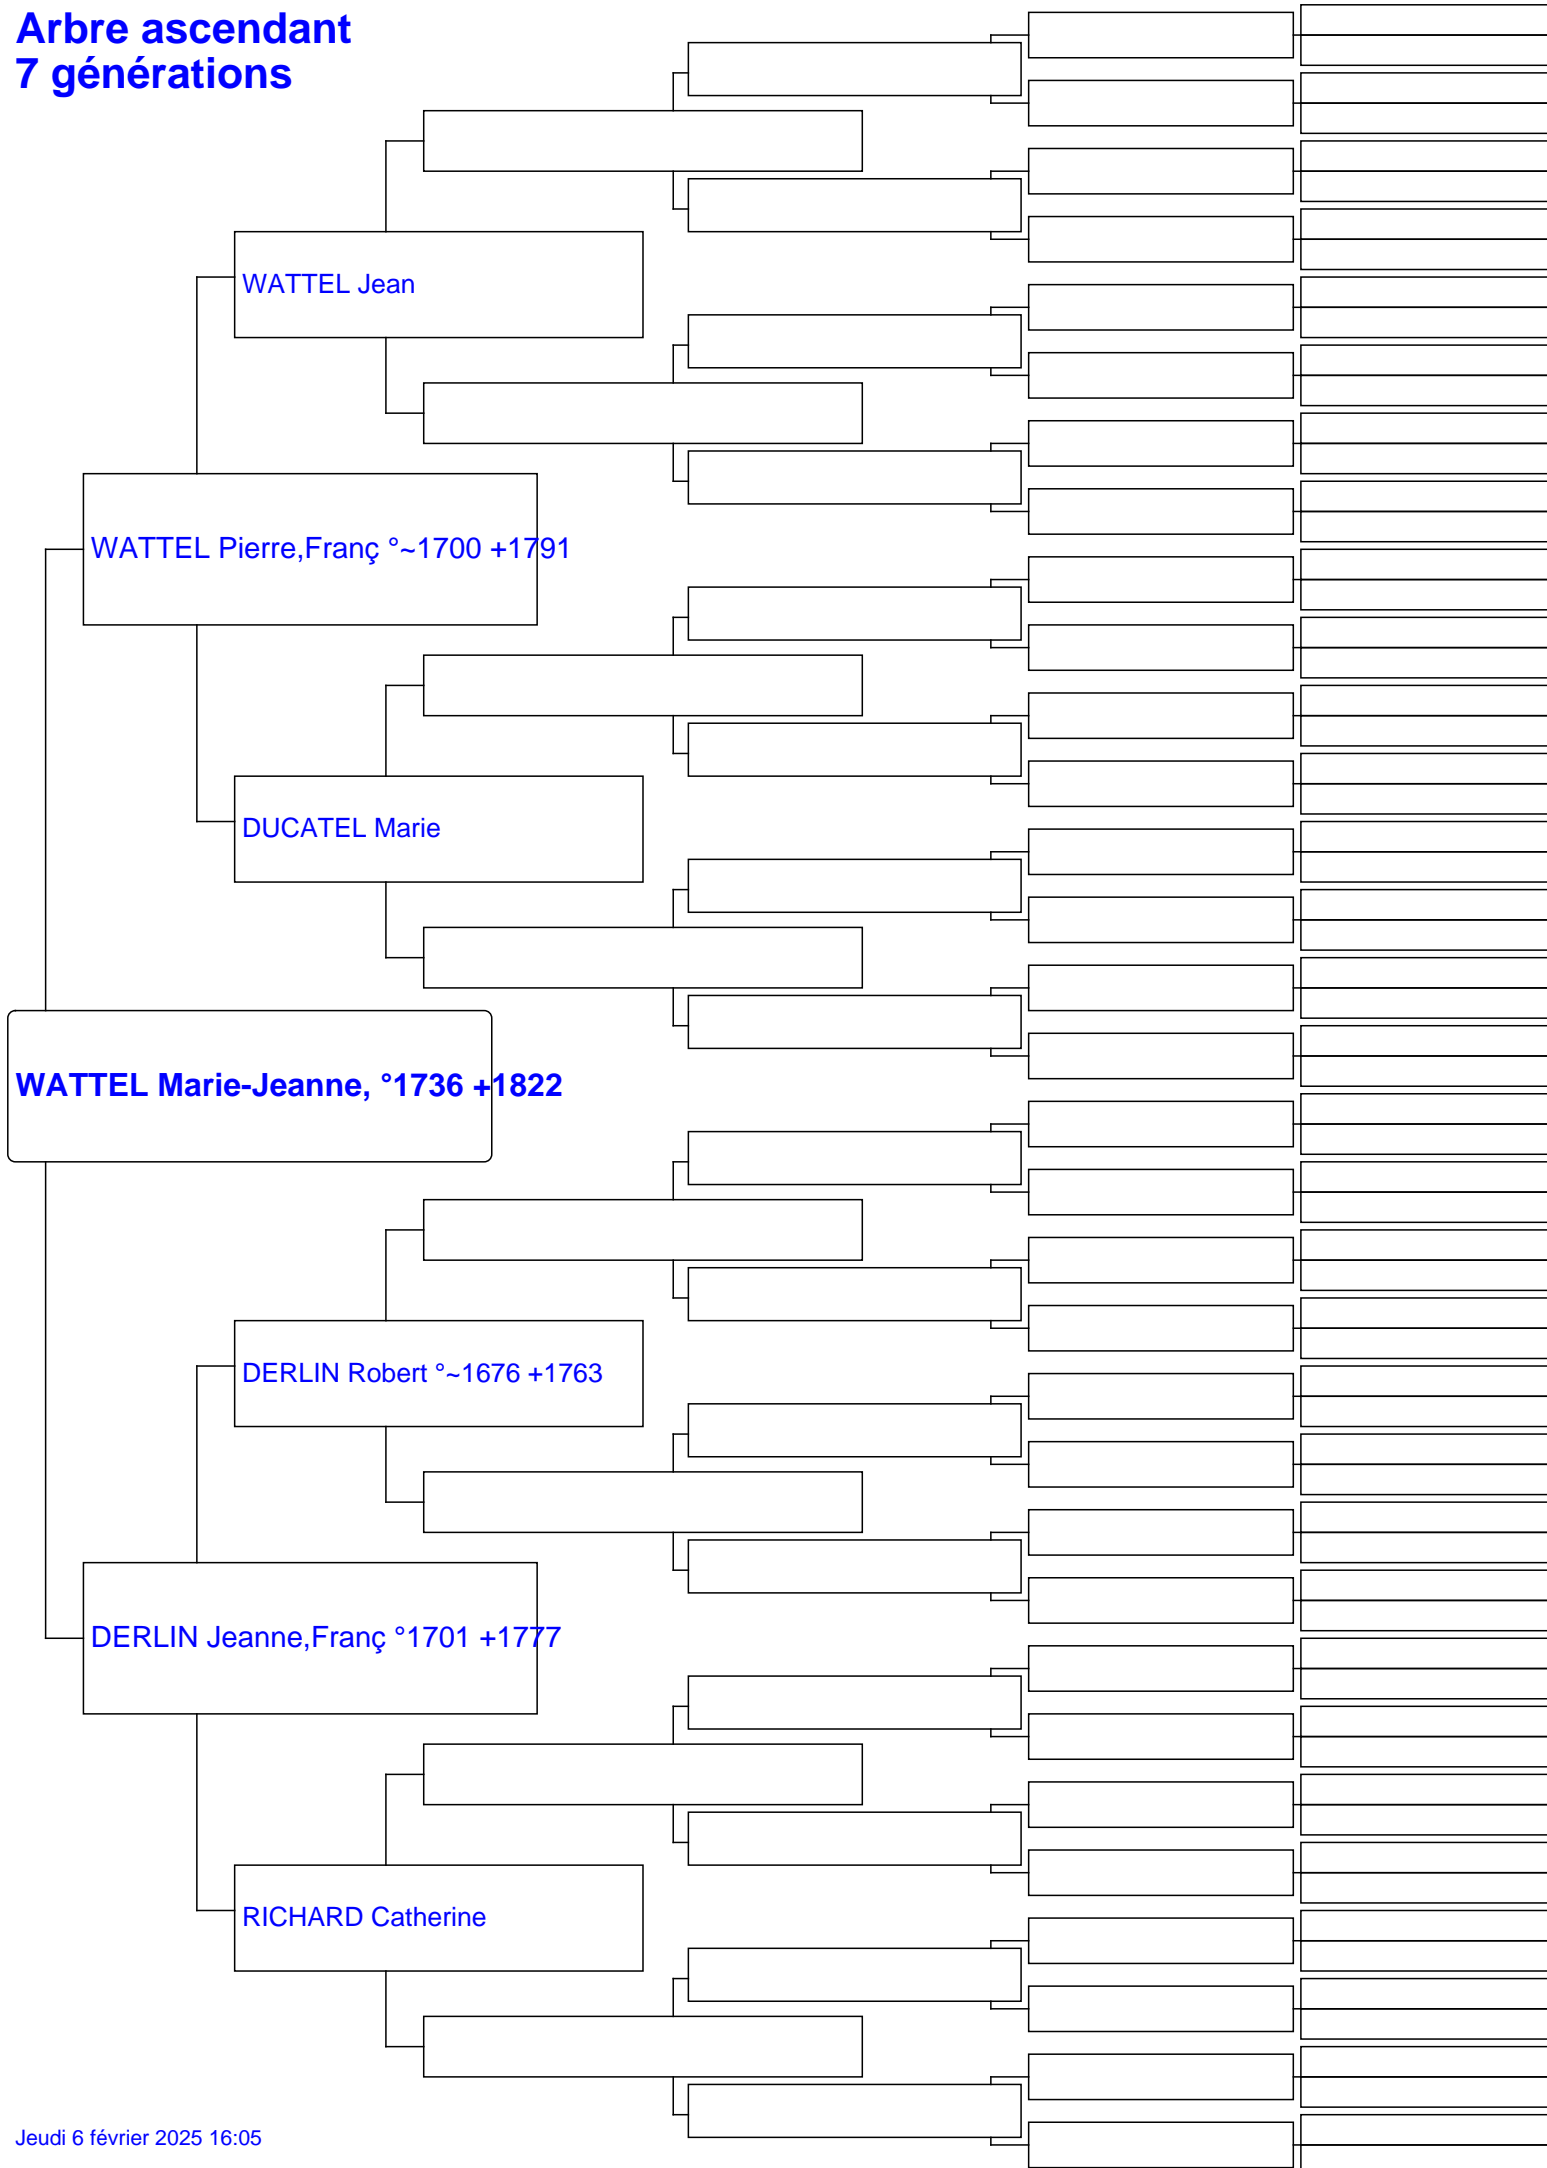 Arbre ascendant
7 générations
WATTEL Jean
WATTEL Pierre,Franç °~1700 +1791
DUCATEL Marie
WATTEL Marie-Jeanne, °1736 +1822
DERLIN Robert °~1676 +1763
DERLIN Jeanne,Franç °1701 +1777
RICHARD Catherine
Jeudi 6 février 2025 16:05